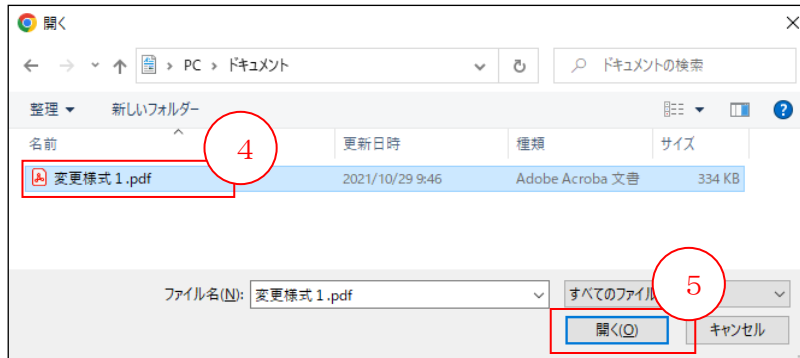 開く
PC > ドキュメント
ドキュメントの検索
整理 新しいフォルダー
名前 更新日時 種類 サイズ
4
変更様式1.pdf 2021/10/29 9:46 Adobe Acroba 文書 334 KB
ファイル名(N): 変更様式1.pdf すべてのファイル
5
開く(O) キャンセル